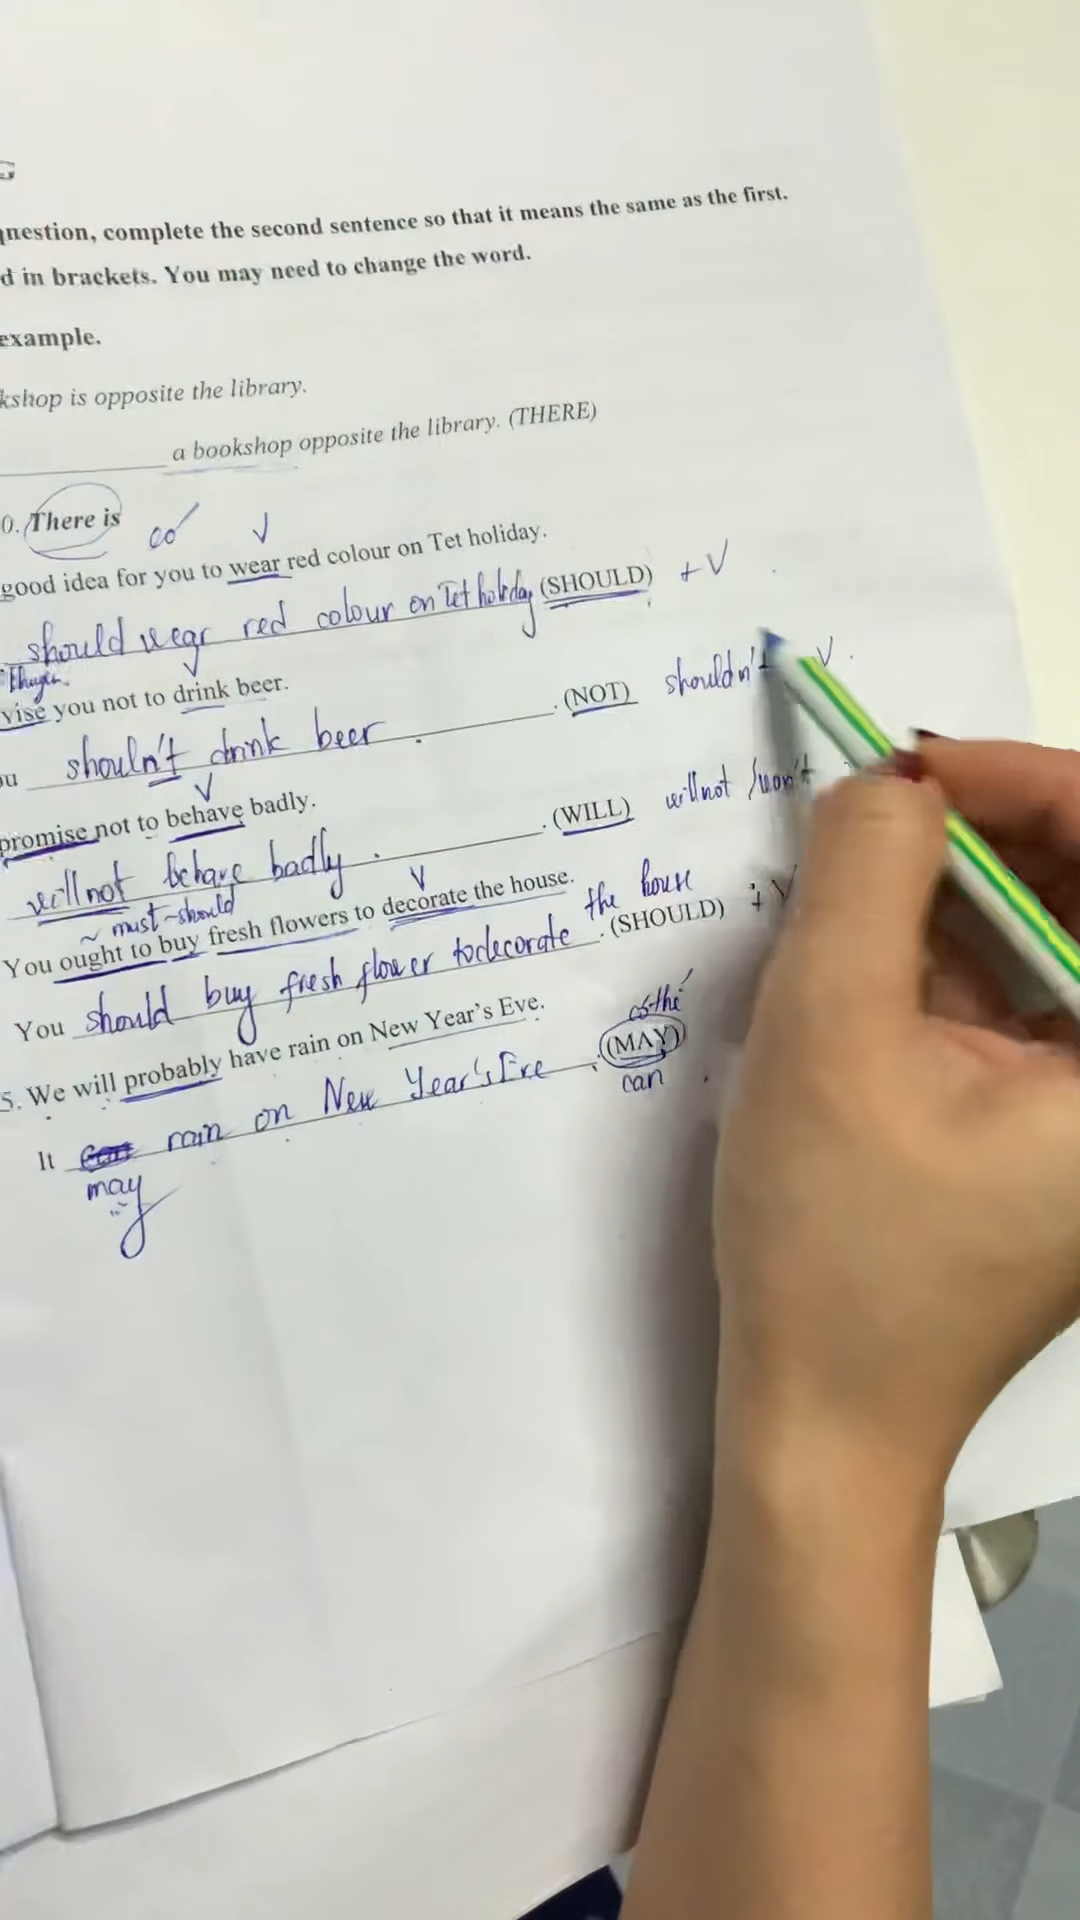 question, complete the second sentence so that it means the same as the first.
d in brackets. You may need to change the word.
example.
kshop is opposite the library.
a bookshop opposite the library. (THERE)
0. There is có V
good idea for you to wear red colour on Tet holiday.
should wear red colour on Tet holiday (SHOULD) + V
khuyên
vise you not to drink beer.
ou shouln't drink beer. (NOT) shouldn't V
V
promise not to behave badly.
will not behave badly. (WILL) will not / won't
~ must ~ should V
You ought to buy fresh flowers to decorate the house.
You should buy fresh flower to decorate the house. (SHOULD) + V
5. We will probably have rain on New Year's Eve. có thể
It rain on New Year's Eve. (MAY)
may can